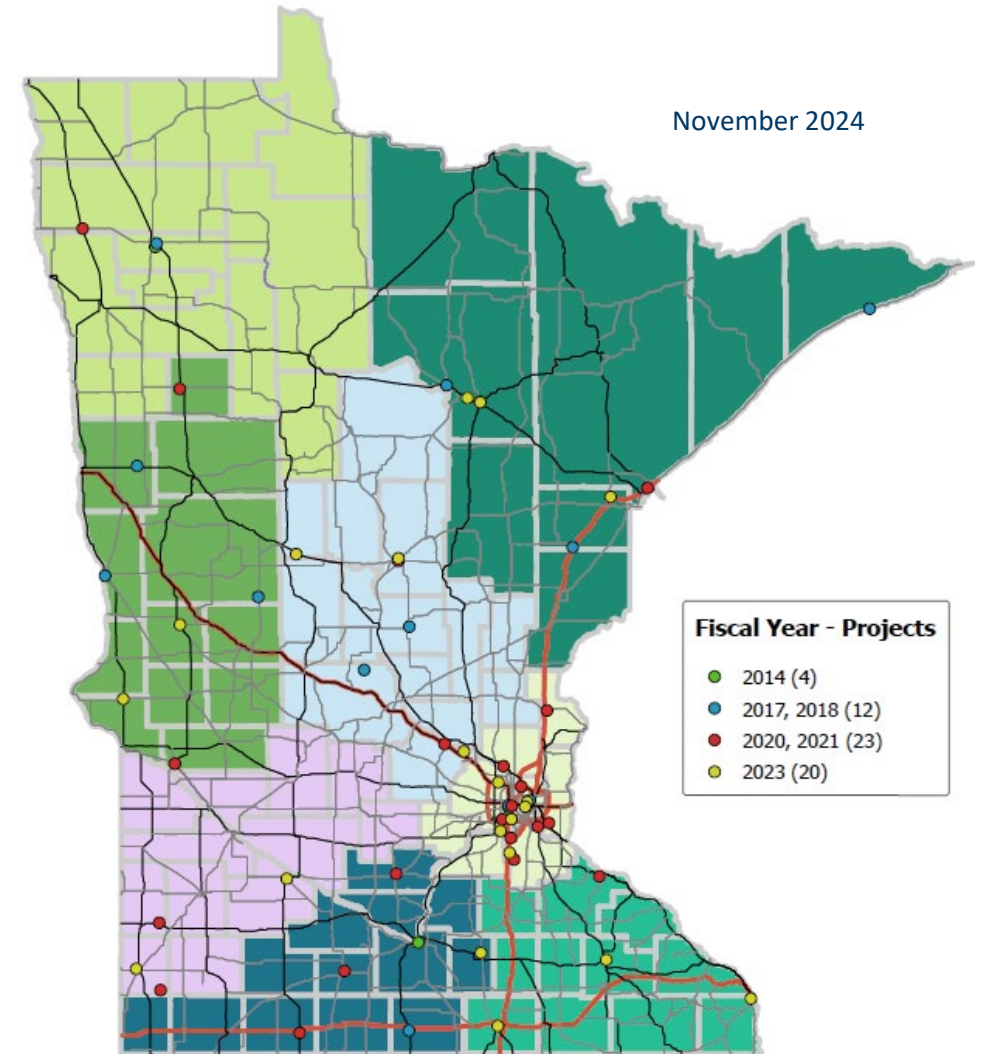 November 2024
Fiscal Year - Projects
2014 (4)
2017, 2018 (12)
2020, 2021 (23)
2023 (20)